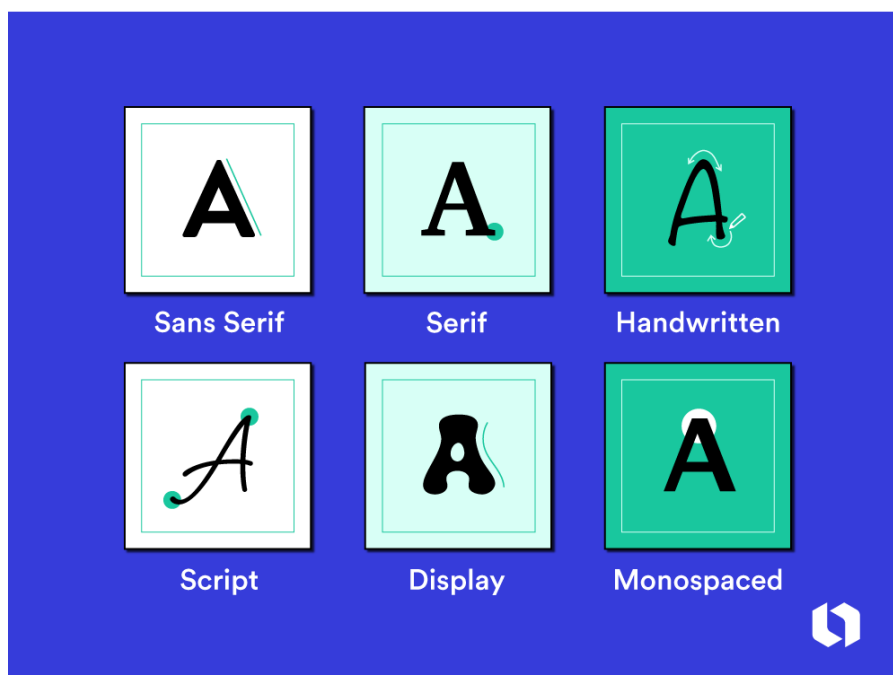 A A A
Sans Serif Serif Handwritten
A A A
Script Display Monospaced